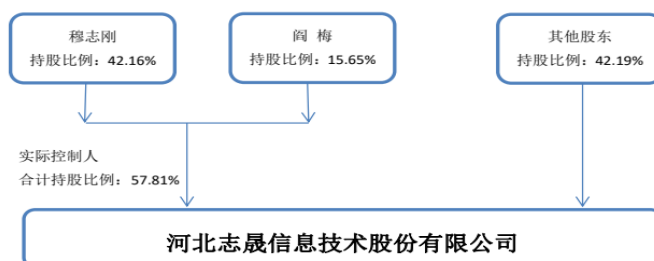 穆志刚
持股比例：42.16%
阎 梅
持股比例：15.65%
其他股东
持股比例：42.19%
实际控制人
合计持股比例：57.81%
河北志晟信息技术股份有限公司